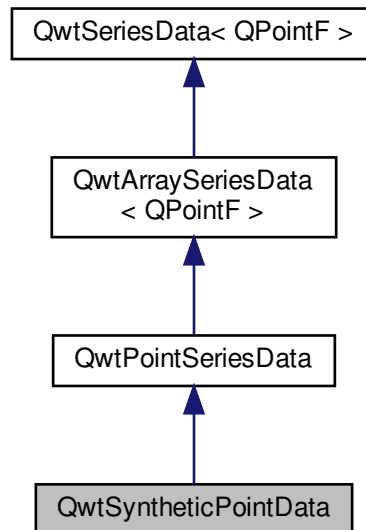 QwtSeriesData< QPointF >
QwtArraySeriesData
< QPointF >
QwtPointSeriesData
QwtSyntheticPointData